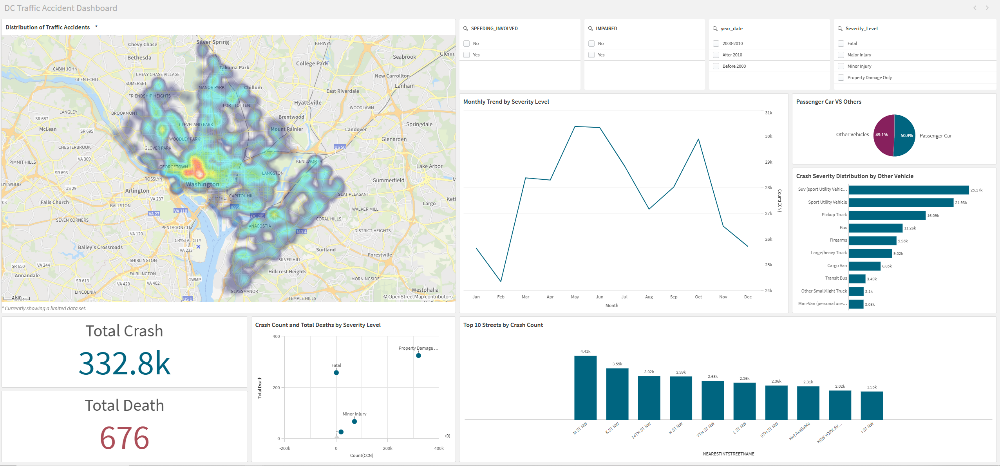 DC Traffic Accident Dashboard
Distribution of Traffic Accidents *
Silver Spring
Chevy Chase
BERWYN
Glenn
Bethesda
Seabrook
College Park
CABIN JOHN
Takoma Park
CHEVY CHASE VILLAGE
New Carrollton
GLEN ECHO
SOMERSET
MANOR PARK
Chillum
Lanham
East Riverdale
FRIENDSHIP HEIGHTS
Hyattsville
FORT TOTTEN
WOODLAWN
LANGLEY
BROOKMONT
SR 687
Brentwood
CLEVELAND PARK
Springdale
McLean
SR 695
Mount Rainier
Landover
WOODLEY PARK
Glenarden
CHESTERBROOK
GLOVER PARK
US 50
VA 309
PIMMIT HILLS
KENILWORTH
GEORGETOWN
Lake Arbor
SR 693
LANGSTON
ROSSLYN
Summerfield
DYLWOOD
Washington
US 29
Arlington
CAPITOL HILL
SEAT PLEASANT
VA 237
Falls Church
BALLSTON
I695
Largo
Kett
WALKER MILL
VA 27
VA 110
DC 295
SEVEN CORNERS
CORAL HILLS
PENTAGON CITY
ANACOSTIA
MD 4
DISTRICT HEIGHTS
VA 120
CRYSTAL CITY
Bailey's Crossroads
VA 233
Suitland
Forestville
SHIRLINGTON
SILVER HILL
SR 650
VA 244
Hillcrest Heights
Annandale
FAIRLINGTON
SR 613
VA 420
VA 402
GWMP
MORNINGSIDE
LINCOLNIA
GLASSMANOR
Westphalia
2 km
US 1
TEMPLE HILLS
© OpenStreetMap contributors
* Currently showing a limited data set.
SPEEDING_INVOLVED
No
Yes
IMPAIRED
No
Yes
year_date
2000-2010
After 2010
Before 2000
Severity_Level
Fatal
Major Injury
Minor Injury
Property Damage Only
Monthly Trend by Severity Level
31k
30k
29k
28k
27k
26k
25k
24k
Count(CCN)
Jan Feb Mar Apr May Jun Jul Aug Sep Oct Nov Dec
Month
Passenger Car VS Others
Other Vehicles 49.1% 50.9% Passenger Car
Crash Severity Distribution by Other Vehicle
Suv (sport Utility Vehic... 25.17k
Sport Utility Vehicle 21.93k
Pickup Truck 16.09k
Bus 11.26k
Firearms 9.98k
Large/heavy Truck 9.02k
Cargo Van 6.65k
Transit Bus 3.49k
Other Small/light Truck 3.1k
Mini-Van (personal use... 3.08k
Total Crash
332.8k
Total Death
676
Crash Count and Total Deaths by Severity Level
400
Property Damage ...
Fatal
Total Death
200
Minor Injury
0
(0)
-200k 0 200k 400k
Count(CCN)
Top 10 Streets by Crash Count
4.41k 3.55k 3.02k 2.99k 2.68k 2.56k 2.36k 2.31k 2.02k 1.95k
M ST NW K ST NW 14TH ST NW H ST NW 7TH ST NW L ST NW 9TH ST NW Not Available NEW YORK AV... I ST NW
NEARESTINTSTREETNAME